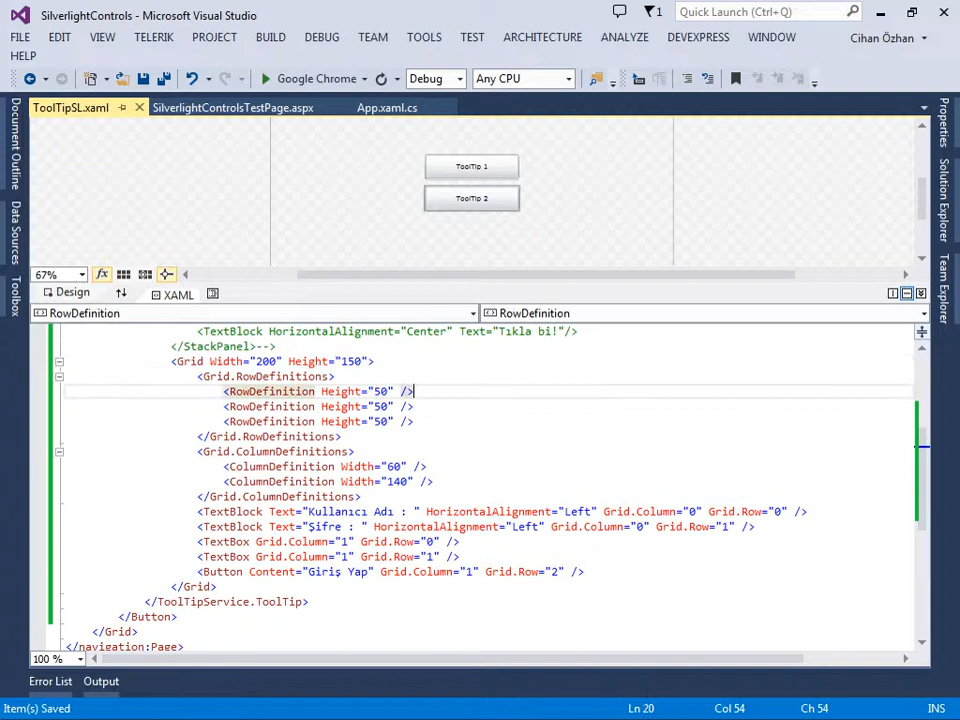 SilverlightControls - Microsoft Visual Studio
1
Quick Launch (Ctrl+Q)
FILE EDIT VIEW TELERIK PROJECT BUILD DEBUG TEAM TOOLS TEST ARCHITECTURE ANALYZE DEVEXPRESS WINDOW
Cihan Özhan
HELP
Google Chrome
Debug
Any CPU
ToolTipSL.xaml
SilverlightControlsTestPage.aspx
App.xaml.cs
Document Outline
Data Sources
Toolbox
ToolTip 1
ToolTip 2
Properties
Solution Explorer
Team Explorer
67%
fx
Design
XAML
RowDefinition
RowDefinition
<TextBlock HorizontalAlignment="Center" Text="Tıkla bi!"/>
</StackPanel>-->
<Grid Width="200" Height="150">
<Grid.RowDefinitions>
<RowDefinition Height="50" />
<RowDefinition Height="50" />
<RowDefinition Height="50" />
</Grid.RowDefinitions>
<Grid.ColumnDefinitions>
<ColumnDefinition Width="60" />
<ColumnDefinition Width="140" />
</Grid.ColumnDefinitions>
<TextBlock Text="Kullanıcı Adı : " HorizontalAlignment="Left" Grid.Column="0" Grid.Row="0" />
<TextBlock Text="Şifre : " HorizontalAlignment="Left" Grid.Column="0" Grid.Row="1" />
<TextBox Grid.Column="1" Grid.Row="0" />
<TextBox Grid.Column="1" Grid.Row="1" />
<Button Content="Giriş Yap" Grid.Column="1" Grid.Row="2" />
</Grid>
</ToolTipService.ToolTip>
</Button>
</Grid>
</navigation:Page>
100 %
Error List
Output
Item(s) Saved
Ln 20
Col 54
Ch 54
INS